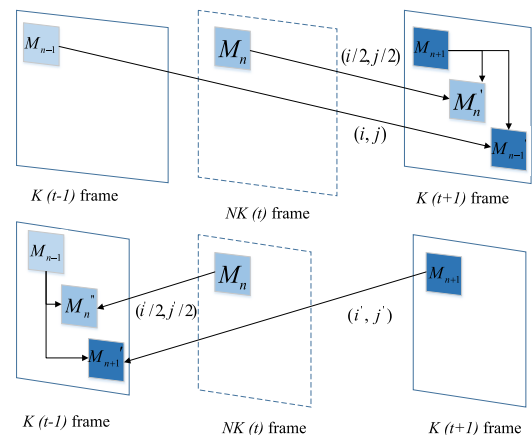 M_{n-1}
M_n
(i/2, j/2)
M_{n+1}
M_n^'
(i, j)
M_{n-1}^'
K (t-1) frame
NK (t) frame
K (t+1) frame
M_{n-1}
M_n
M_{n+1}
M_n^"
(i/2, j/2)
(i^', j^')
M_{n+1}^'
K (t-1) frame
NK (t) frame
K (t+1) frame